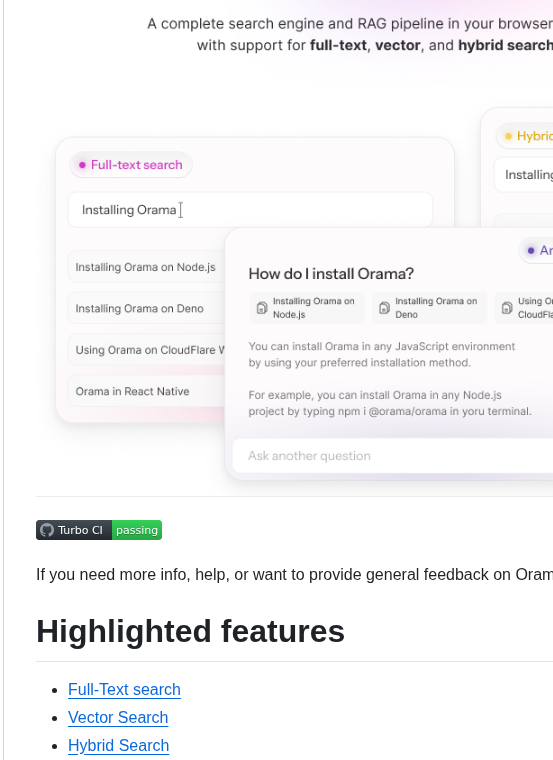 A complete search engine and RAG pipeline in your browser
with support for full-text, vector, and hybrid search
Full-text search
Installing Orama
Installing Orama on Node.js
Installing Orama on Deno
Using Orama on CloudFlare
Orama in React Native
Installing
How do I install Orama?
Installing Orama on
Node.js
Installing Orama on
Deno
You can install Orama in any JavaScript environment
by using your preferred installation method.
For example, you can install Orama in any Node.js
project by typing npm i @orama/orama in yoru terminal.
Ask another question
Turbo CI passing
If you need more info, help, or want to provide general feedback on
Highlighted features
Full-Text search
Vector Search
Hybrid Search